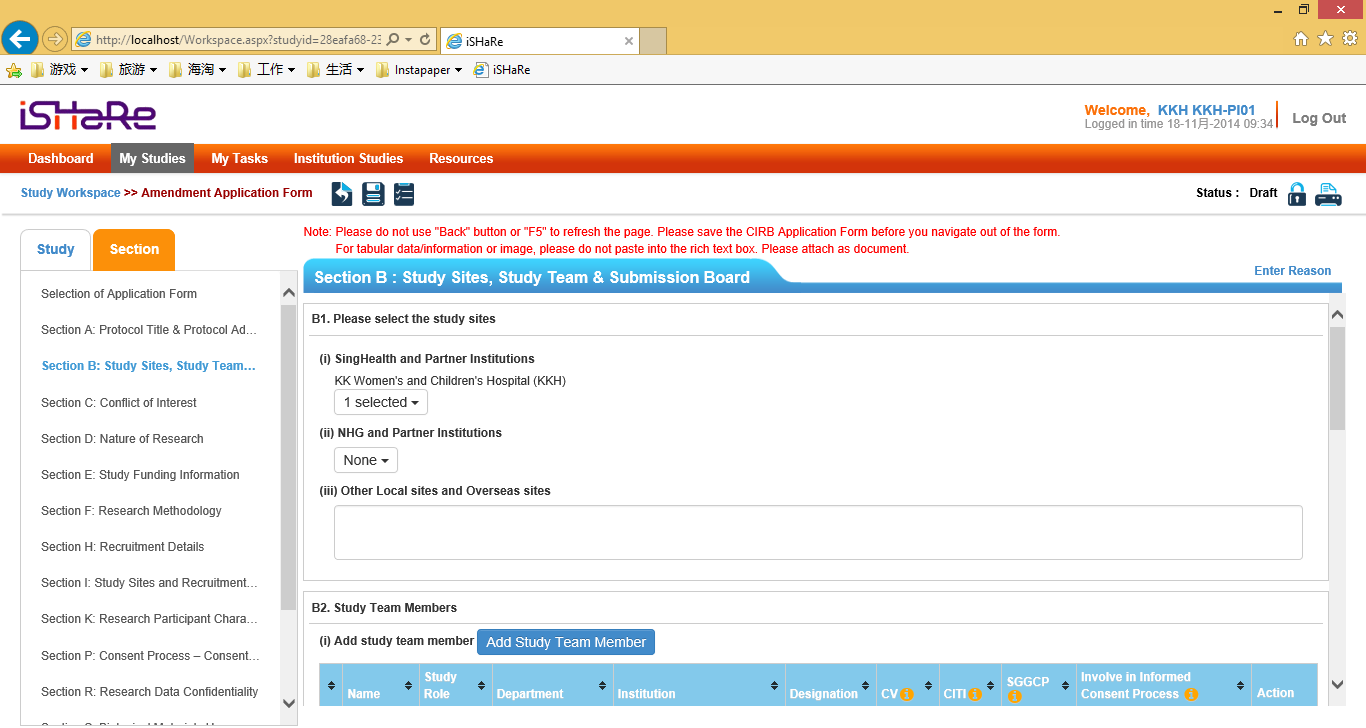 http://localhost/Workspace.aspx?studyid=28eafa68-23
iSHaRe
游戏
旅游
海淘
工作
生活
Instapaper
iSHaRe
iSHaRe
Welcome, KKH KKH-PI01
Logged in time 18-11月-2014 09:34
Log Out
Dashboard
My Studies
My Tasks
Institution Studies
Resources
Study Workspace >> Amendment Application Form
Status : Draft
Study
Section
Selection of Application Form
Section A: Protocol Title & Protocol Ad...
Section B: Study Sites, Study Team...
Section C: Conflict of Interest
Section D: Nature of Research
Section E: Study Funding Information
Section F: Research Methodology
Section H: Recruitment Details
Section I: Study Sites and Recruitment...
Section K: Research Participant Chara...
Section P: Consent Process – Consent...
Section R: Research Data Confidentiality
Note: Please do not use "Back" button or "F5" to refresh the page. Please save the CIRB Application Form before you navigate out of the form.
For tabular data/information or image, please do not paste into the rich text box. Please attach as document.
Section B : Study Sites, Study Team & Submission Board
Enter Reason
B1. Please select the study sites
(i) SingHealth and Partner Institutions
KK Women's and Children's Hospital (KKH)
1 selected
(ii) NHG and Partner Institutions
None
(iii) Other Local sites and Overseas sites
B2. Study Team Members
(i) Add study team member
Add Study Team Member
Name
Study Role
Department
Institution
Designation
CV
CITI
SGGCP
Involve in Informed
Consent Process
Action